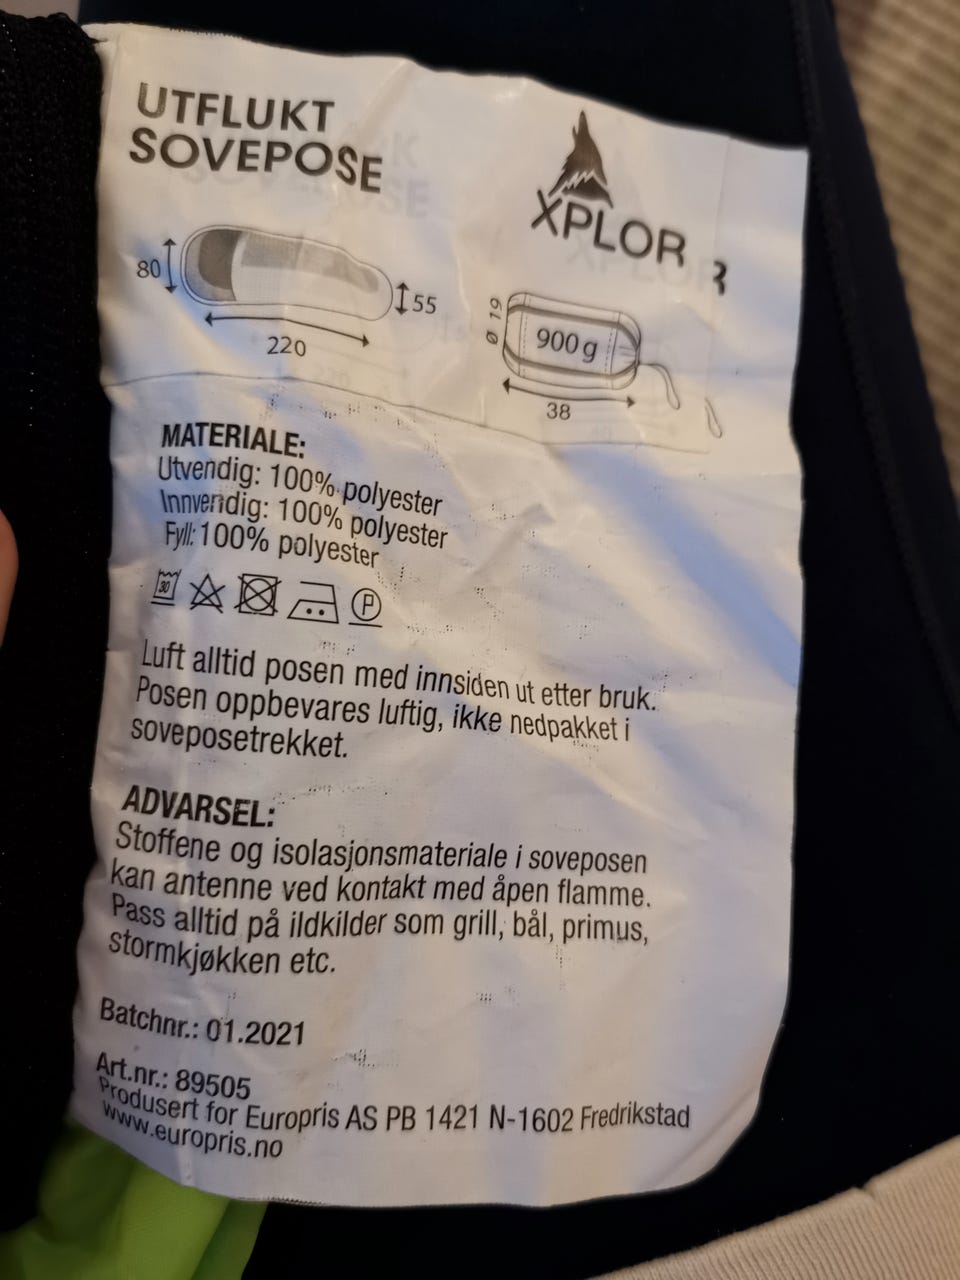 UTFLUKT
SOVEPOSE
XPLOR
80
55
220
Ø 19
900g
38
MATERIALE:
Utvendig: 100% polyester
Innvendig: 100% polyester
Fyll: 100% polyester
30
P
Luft alltid posen med innsiden ut etter bruk.
Posen oppbevares luftig, ikke nedpakket i
soveposetrekket.
ADVARSEL:
Stoffene og isolasjonsmateriale i soveposen
kan antenne ved kontakt med åpen flamme.
Pass alltid på ildkilder som grill, bål, primus,
stormkjøkken etc.
Batchnr.: 01.2021
Art.nr.: 89505
Produsert for Europris AS PB 1421 N-1602 Fredrikstad
www.europris.no